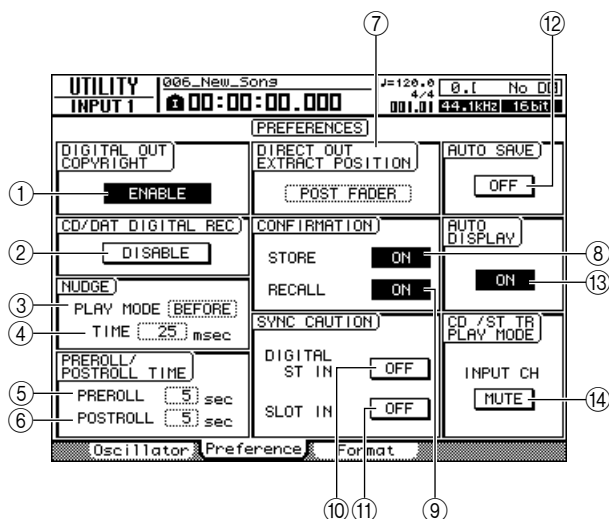 ⑦
⑫
UTILITY
INPUT 1
006_New_Song
00:00:00.000
♩=120.0
4/4
001.01
0.[ No DD]
44.1kHz 16bit
PREFERENCES
DIGITAL OUT
COPYRIGHT
① ENABLE
DIRECT OUT
EXTRACT POSITION
POST FADER
AUTO SAVE
OFF
CD/DAT DIGITAL REC
② DISABLE
CONFIRMATION
STORE ON ⑧
RECALL ON
AUTO
DISPLAY
ON ⑬
NUDGE
③ PLAY MODE BEFORE
④ TIME 25 msec
SYNC CAUTION
DIGITAL
ST IN OFF
SLOT IN OFF
CD /ST TR
PLAY MODE
INPUT CH
MUTE ⑭
PREROLL/
POSTROLL TIME
⑤ PREROLL 5 sec
⑥ POSTROLL 5 sec
Oscillator Preference Format
⑩ ⑪ ⑨